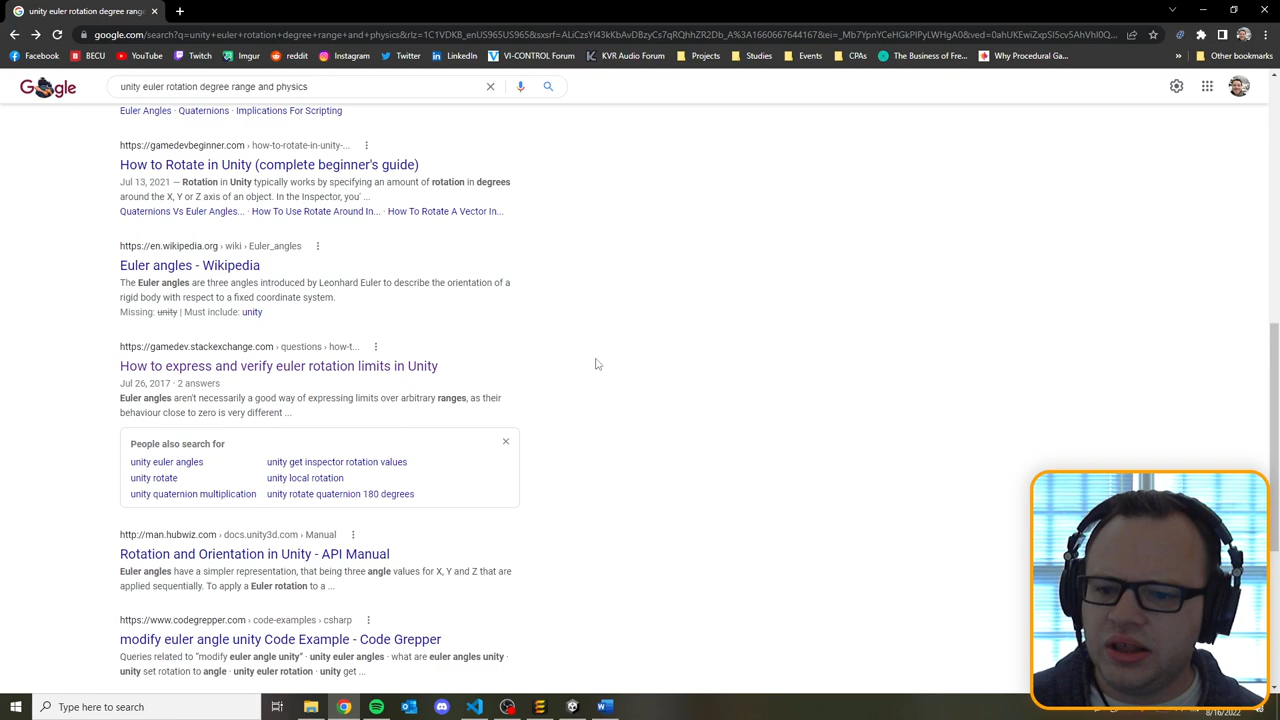 unity euler rotation degree rang
google.com/search?q=unity+euler+rotation+degree+range+and+physics&rlz=1C1VDKB_enUS965US965&sxsrf=ALiCzsYI43kKbAvDBzyCs7qRQhhZR2Db_A%3A1660667644167&ei=_Mb7YpnYCeHGkPIPyLWHgA0&ved=0ahUKEwiZxpSI5cv5AhVhI0Q...
Facebook
BECU
YouTube
Twitch
Imgur
Amazon
LinkedIn
VI-CONTROL Forum
KVR Forum
Projects
Studies
Events
CPAs
The Business of Fre...
Why Procedural Ga...
»
Google
unity euler rotation degree range and physics
Euler Angles · Quaternions · Implications For Scripting
https://gamedevbeginner.com › how-to-rotate-in-unity-...
How to Rotate in Unity (complete beginner's guide)
Jul 13, 2021 — Rotation in Unity typically works by specifying an amount of rotation in degrees
around the X, Y or Z axis of an object. In the Inspector, you' ...
Quaternions Vs Euler Angles... · How To Use Rotate Around In... · How To Rotate A Vector In...
https://en.wikipedia.org › wiki › Euler_angles
Euler angles - Wikipedia
The Euler angles are three angles introduced by Leonhard Euler to describe the orientation of a
rigid body with respect to a fixed coordinate system.
Missing: unity | Must include: unity
https://gamedev.stackexchange.com › questions › how-t...
How to express and verify euler rotation limits in Unity
Jul 26, 2017 · 2 answers
Euler angles aren't necessarily a good way of expressing limits over arbitrary ranges, as their
behaviour close to zero is very different ...
People also search for
unity euler angles
unity get inspector rotation values
unity rotate
unity local rotation
unity quaternion multiplication
unity rotate quaternion 180 degrees
http://man.hubwiz.com › docs.unity3d.com › Manual
Rotation and Orientation in Unity - API Manual
Euler angles have a simpler representation, that being three angle values for X, Y and Z that are
applied sequentially. To apply a Euler rotation to a ...
https://www.codegrepper.com › code-examples › csharp
modify euler angle unity Code Example - Code Grepper
Queries related to “modify euler angle unity” · unity euler angles · what are euler angles unity ·
unity set rotation to angle · unity euler rotation · unity get ...
Type here to search
8/16/2022